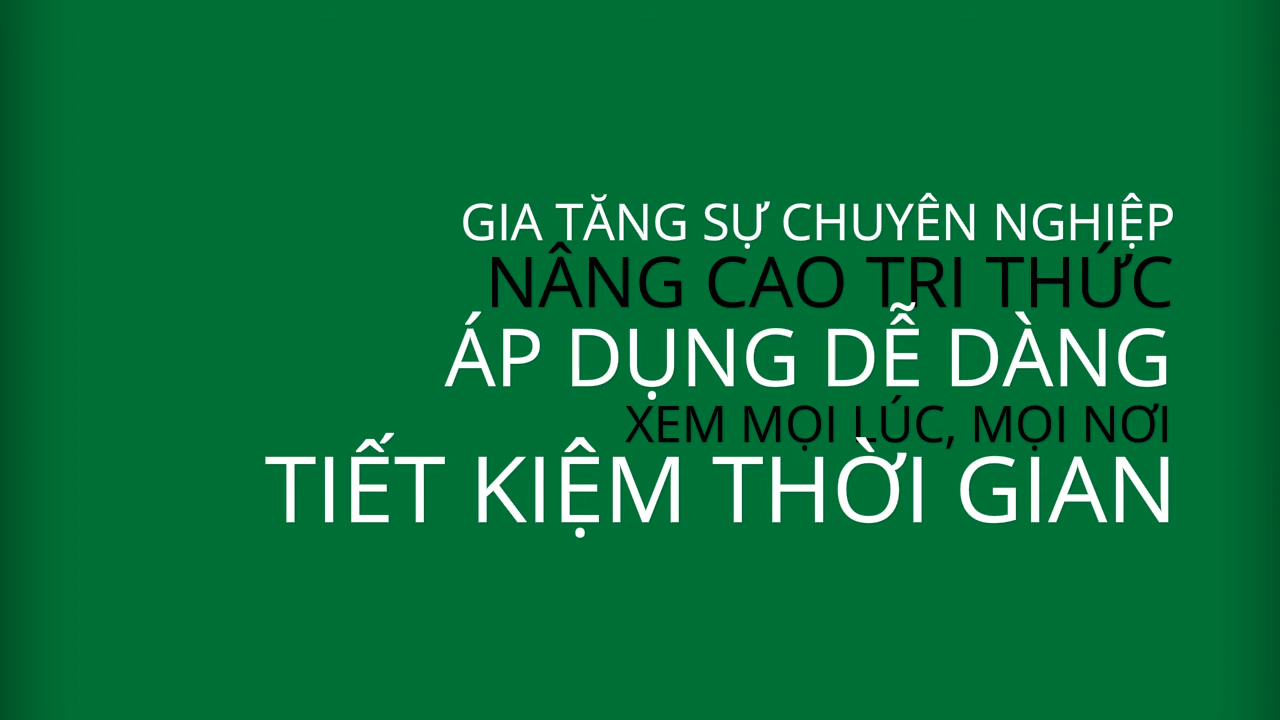 GIA TĂNG SỰ CHUYÊN NGHIỆP
NÂNG CAO TRI THỨC
ÁP DỤNG DỄ DÀNG
XEM MỌI LÚC, MỌI NƠI
TIẾT KIỆM THỜI GIAN